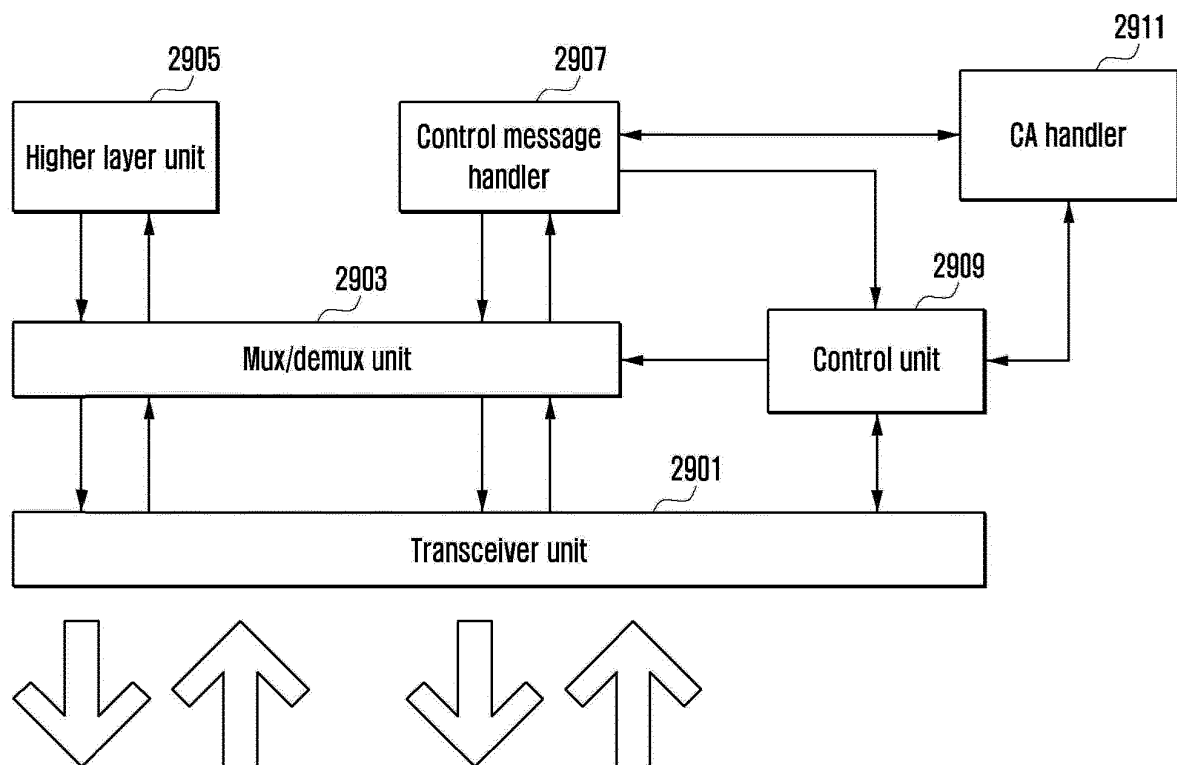 2905
2907
2911
Higher layer unit
Control message
handler
CA handler
2903
2909
Mux/demux unit
Control unit
2901
Transceiver unit